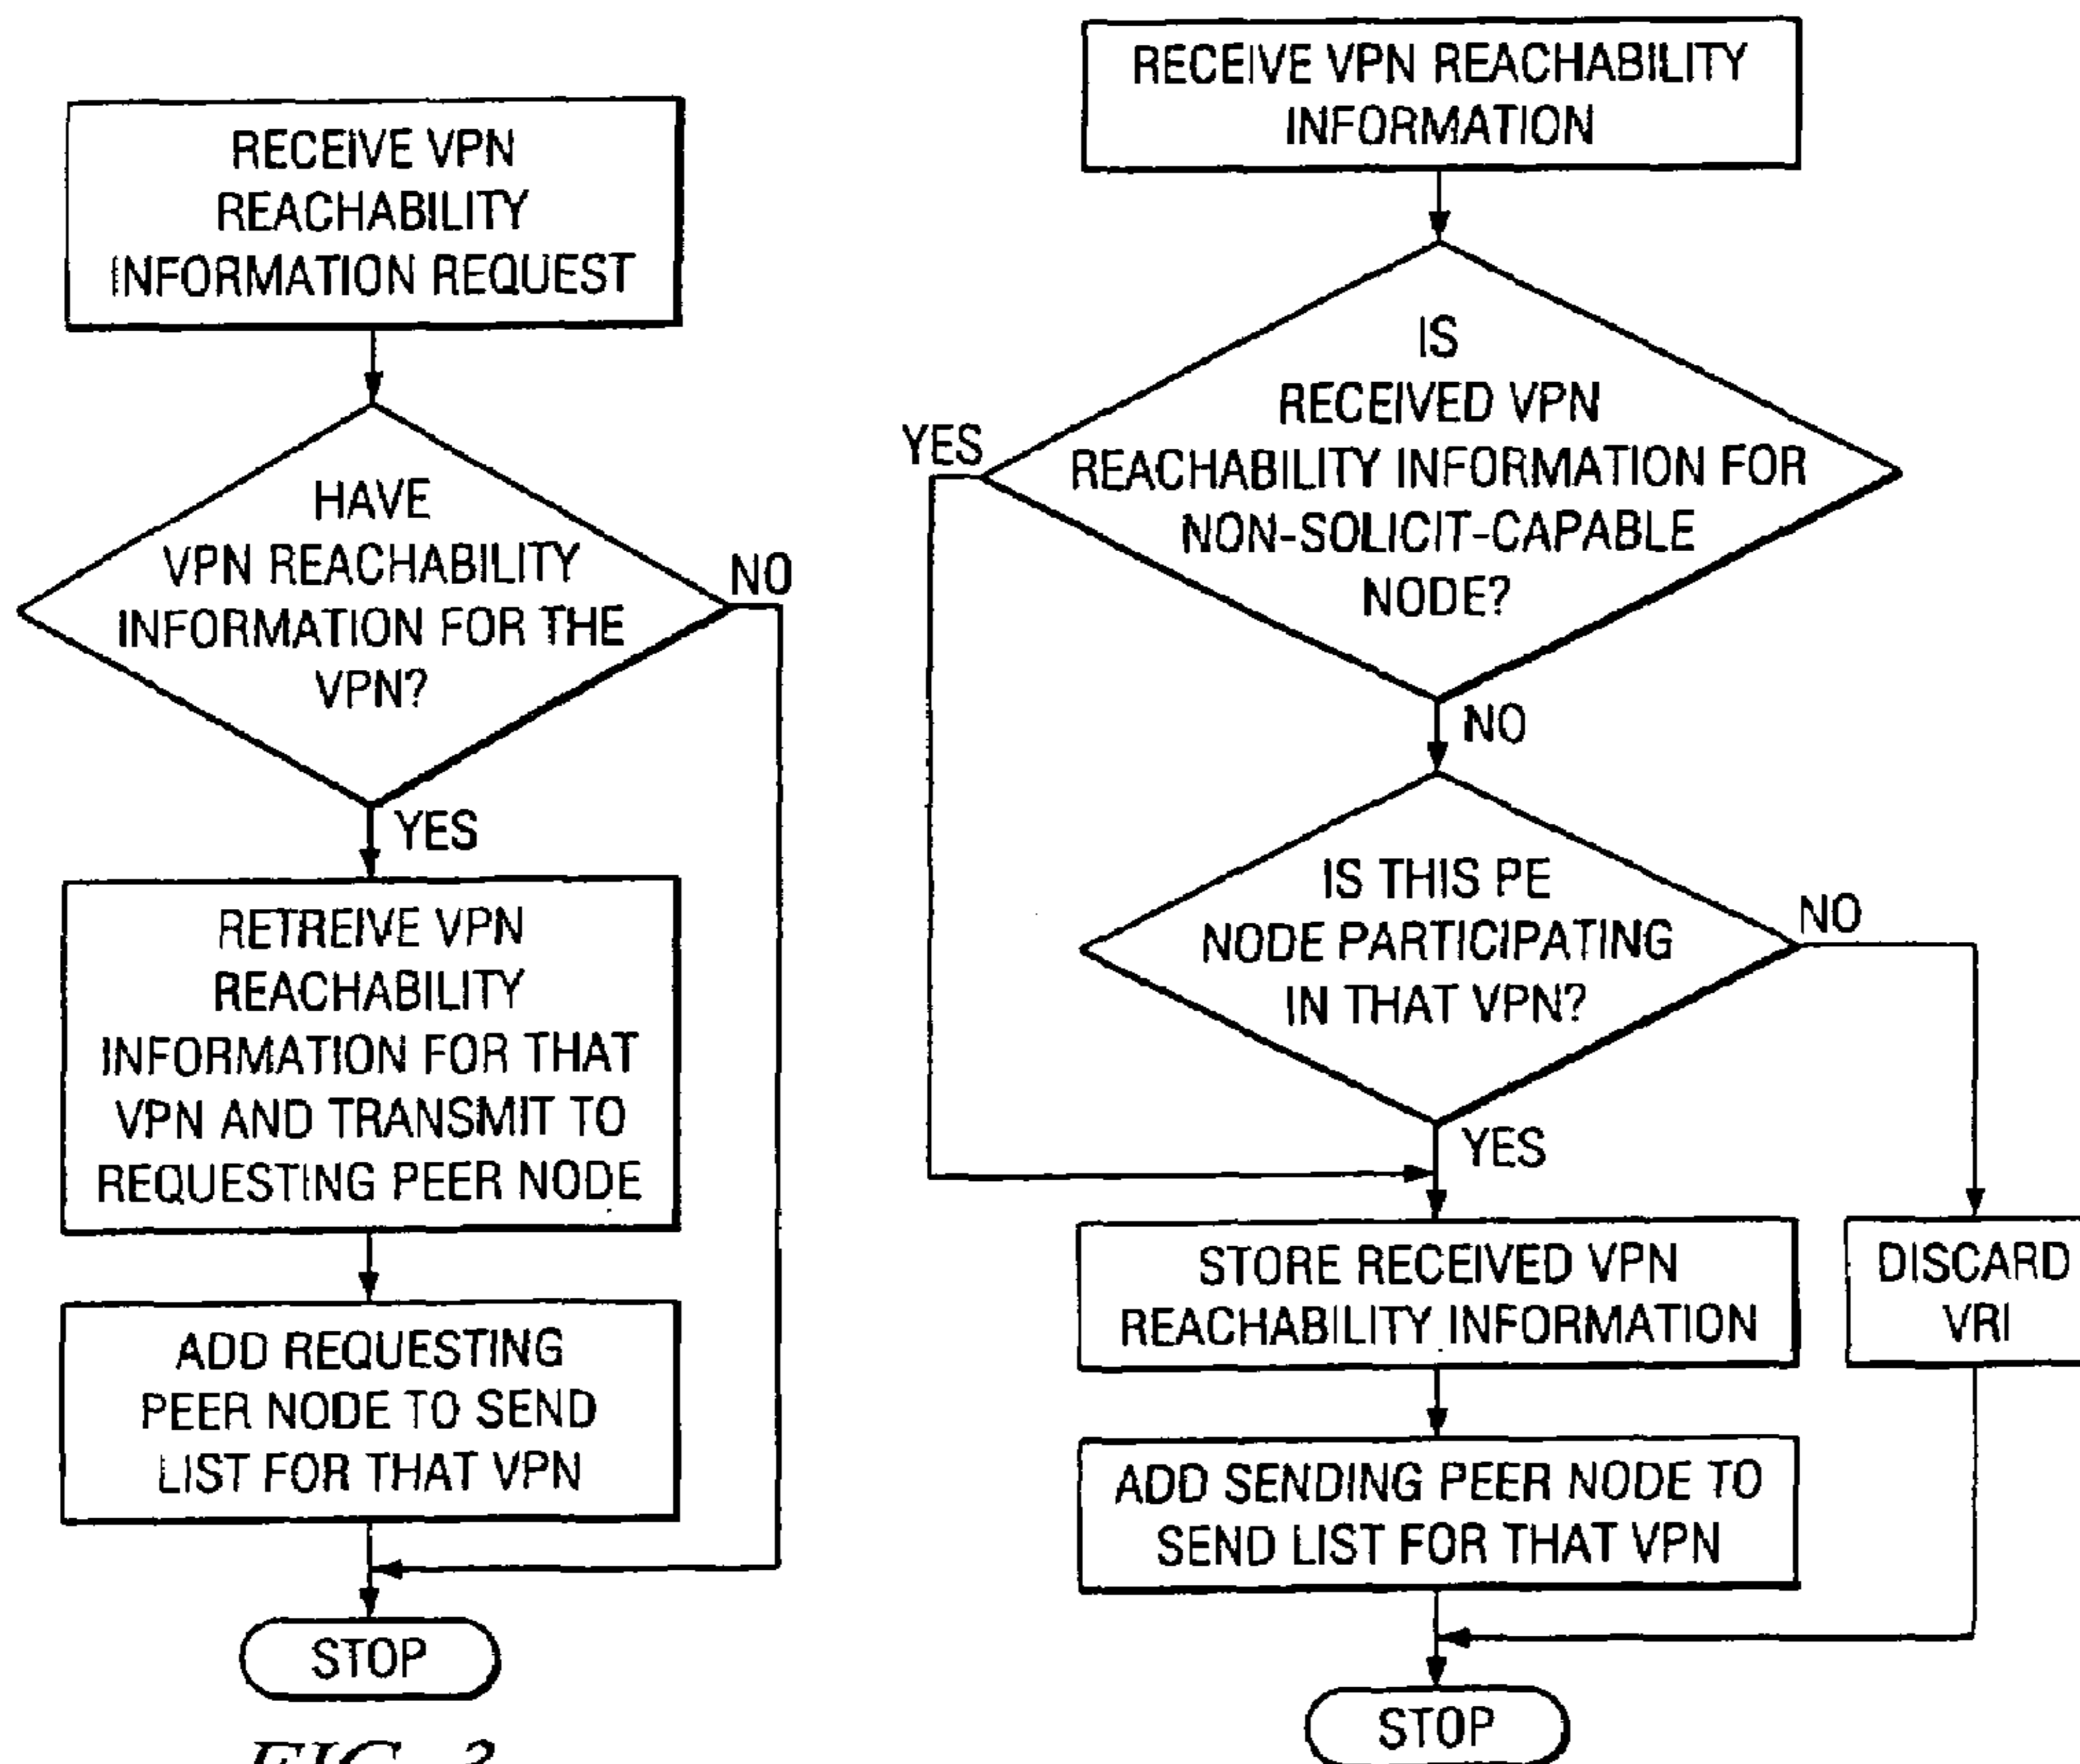 RECEIVE VPN
REACHABILITY
INFORMATION REQUEST
HAVE
VPN REACHABILITY
INFORMATION FOR THE
VPN?
NO
YES
RETREIVE VPN
REACHABILITY
INFORMATION FOR THAT
VPN AND TRANSMIT TO
REQUESTING PEER NODE
ADD REQUESTING
PEER NODE TO SEND
LIST FOR THAT VPN
STOP
RECEIVE VPN REACHABILITY
INFORMATION
IS
RECEIVED VPN
REACHABILITY INFORMATION FOR
NON-SOLICIT-CAPABLE
NODE?
YES
NO
IS THIS PE
NODE PARTICIPATING
IN THAT VPN?
NO
YES
STORE RECEIVED VPN
REACHABILITY INFORMATION
DISCARD
VRI
ADD SENDING PEER NODE TO
SEND LIST FOR THAT VPN
STOP